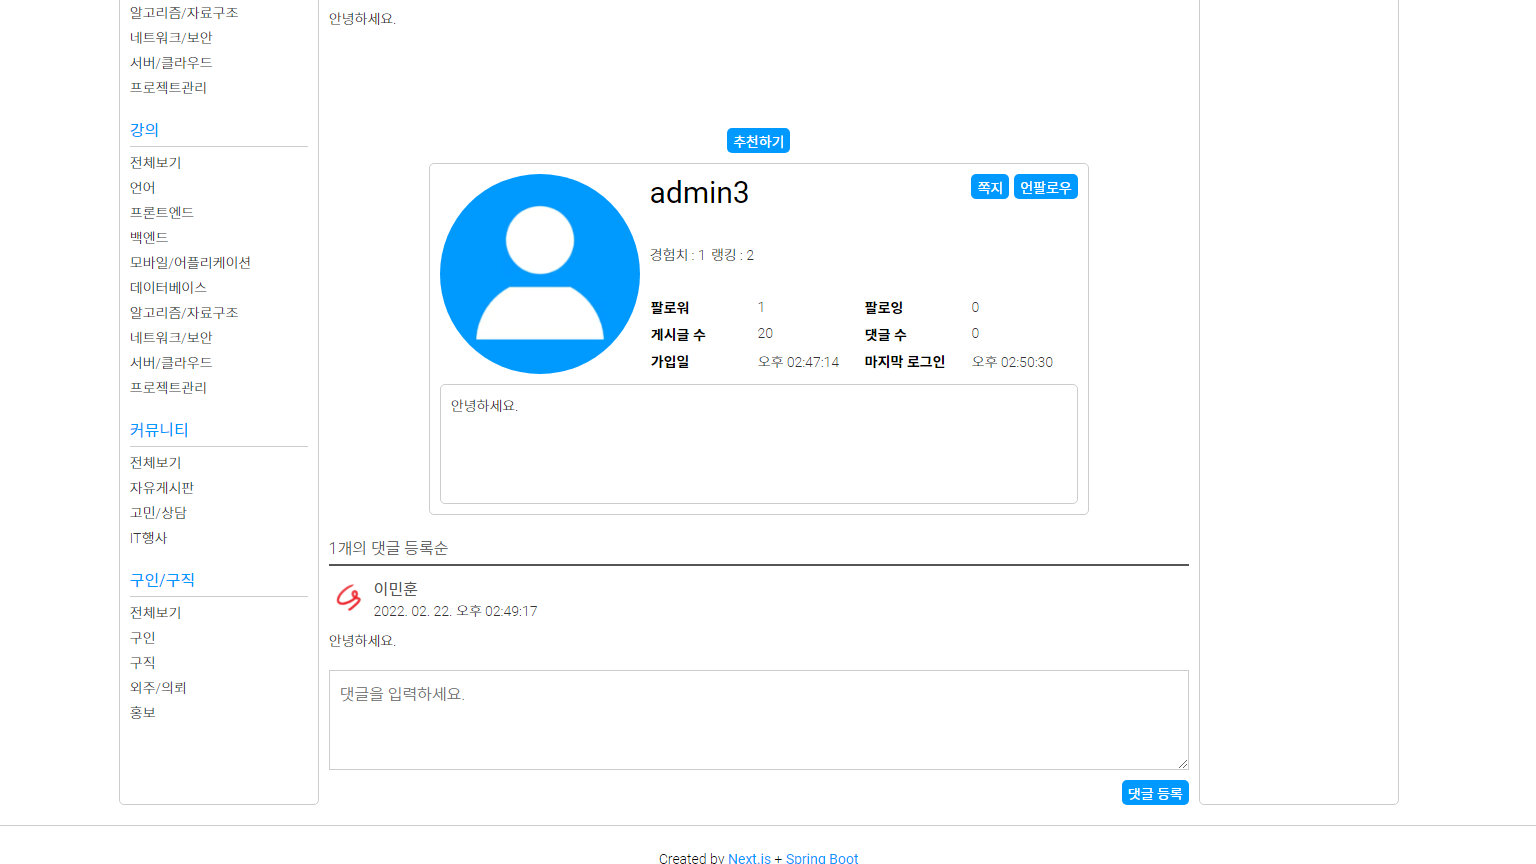 알고리즘/자료구조
네트워크/보안
서버/클라우드
프로젝트관리
강의
전체보기
언어
프론트엔드
백엔드
모바일/어플리케이션
데이터베이스
알고리즘/자료구조
네트워크/보안
서버/클라우드
프로젝트관리
커뮤니티
전체보기
자유게시판
고민/상담
IT행사
구인/구직
전체보기
구인
구직
외주/의뢰
홍보
안녕하세요.
추천하기
admin3
쪽지 언팔로우
경험치 : 1 랭킹 : 2
팔로워 1 팔로잉 0
게시글 수 20 댓글 수 0
가입일 오후 02:47:14 마지막 로그인 오후 02:50:30
안녕하세요.
1개의 댓글 등록순
이민훈
2022. 02. 22. 오후 02:49:17
안녕하세요.
댓글을 입력하세요.
댓글 등록
Created by Next.js + Spring Boot